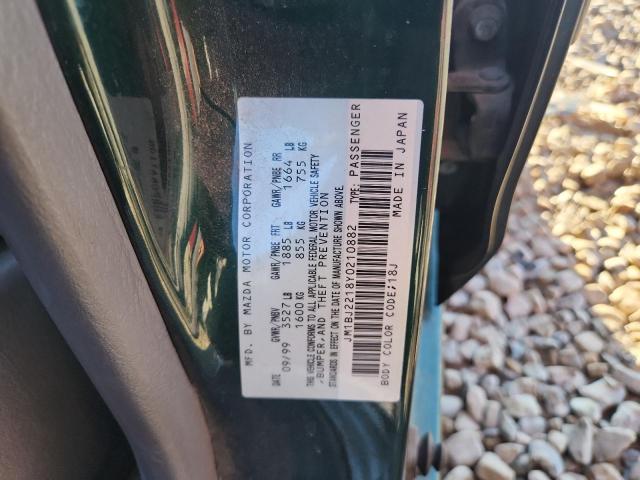 MFD. BY MAZDA MOTOR CORPORATION
DATE GVWR/PNBV GAWR/PNBE FRT GAWR/PNBE RR
09/99 3527 LB 1885 LB 1664 LB
1600 KG 855 KG 755 KG
THIS VEHICLE CONFORMS TO ALL APPLICABLE FEDERAL MOTOR VEHICLE SAFETY
,BUMPER,AND THEFT PREVENTION
STANDARDS IN EFFECT ON THE DATE OF MANUFACTURE SHOWN ABOVE.
JM1BJ2218Y0210882 TYPE: PASSENGER
BODY COLOR CODE;18J MADE IN JAPAN